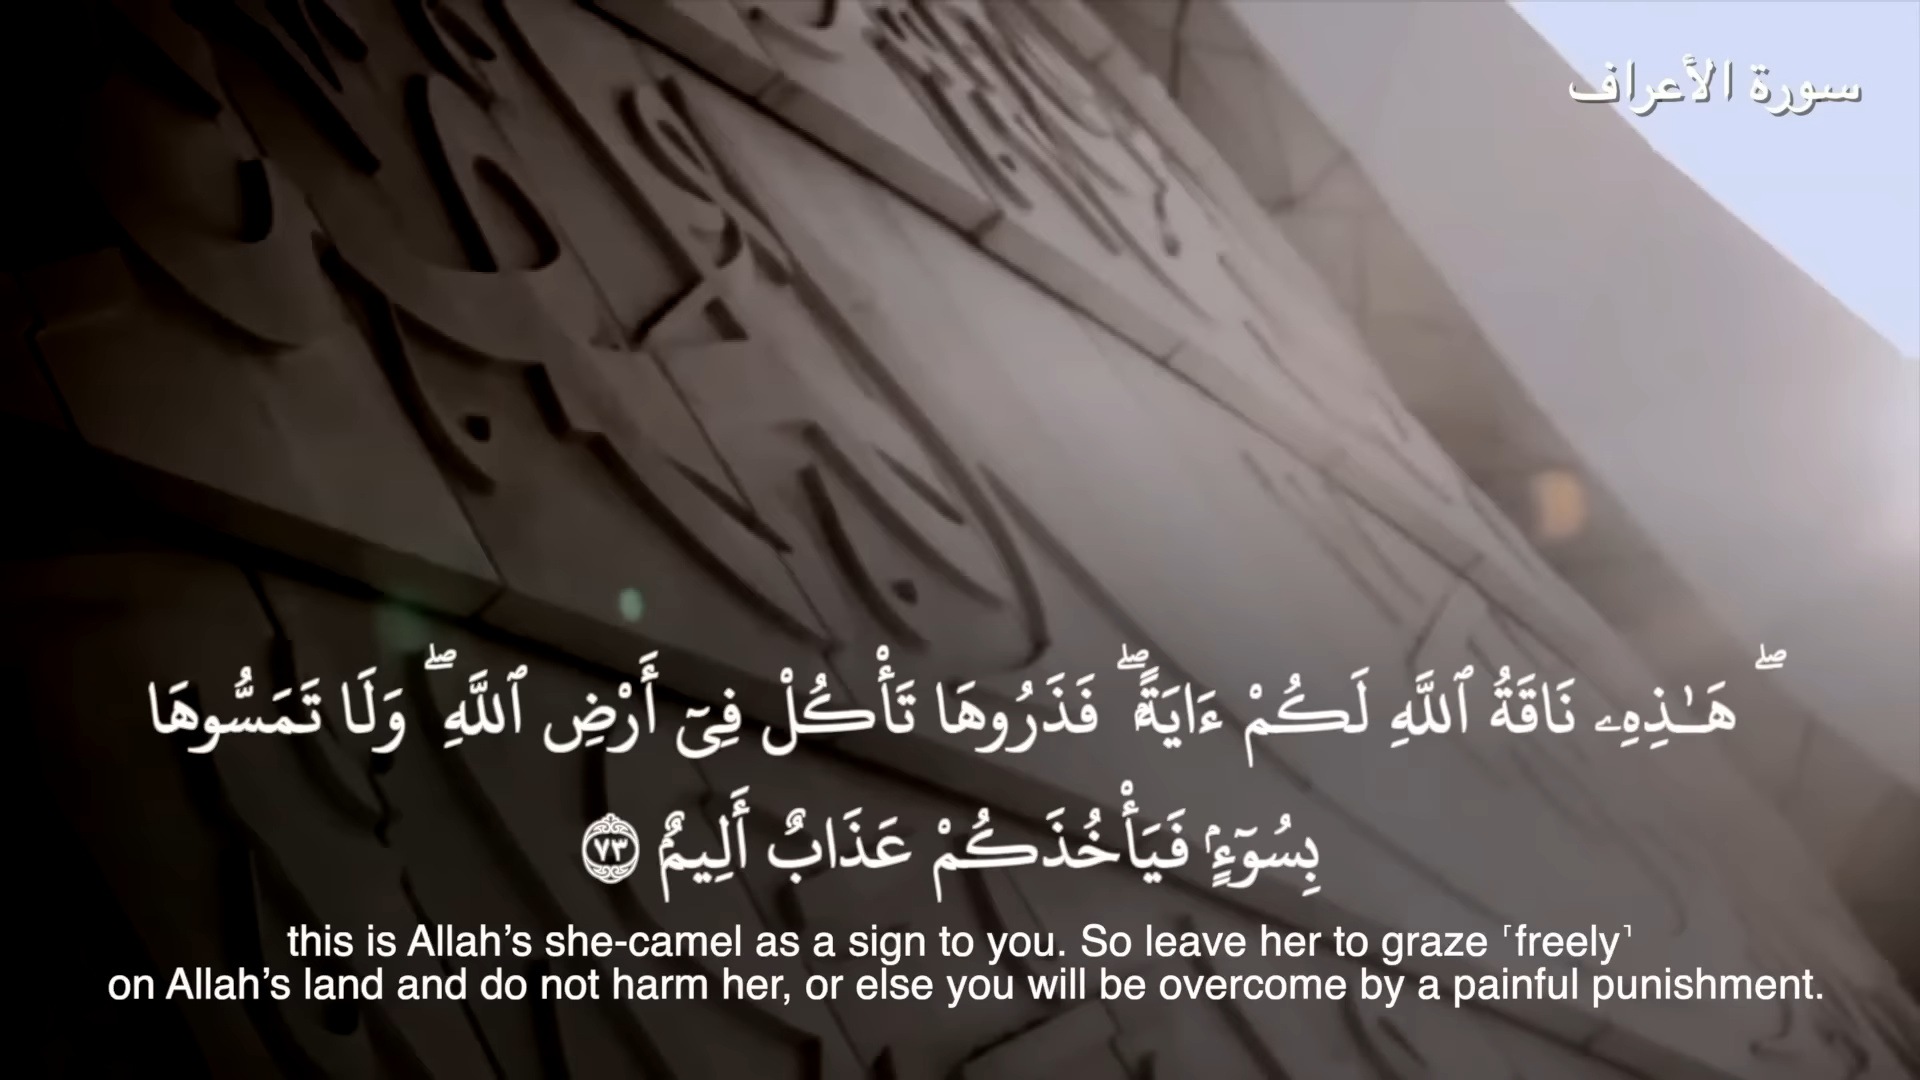 سورة الأعراف
ۖ هَـٰذِهِۦ نَاقَةُ ٱللَّهِ لَكُمْ ءَايَةًۭ ۖ فَذَرُوهَا تَأْكُلْ فِىٓ أَرْضِ ٱللَّهِ ۖ وَلَا تَمَسُّوهَا
بِسُوٓءٍۢ فَيَأْخُذَكُمْ عَذَابٌ أَلِيمٌۭ ٧٣
this is Allah’s she-camel as a sign to you. So leave her to graze ˹freely˺
on Allah’s land and do not harm her, or else you will be overcome by a painful punishment.